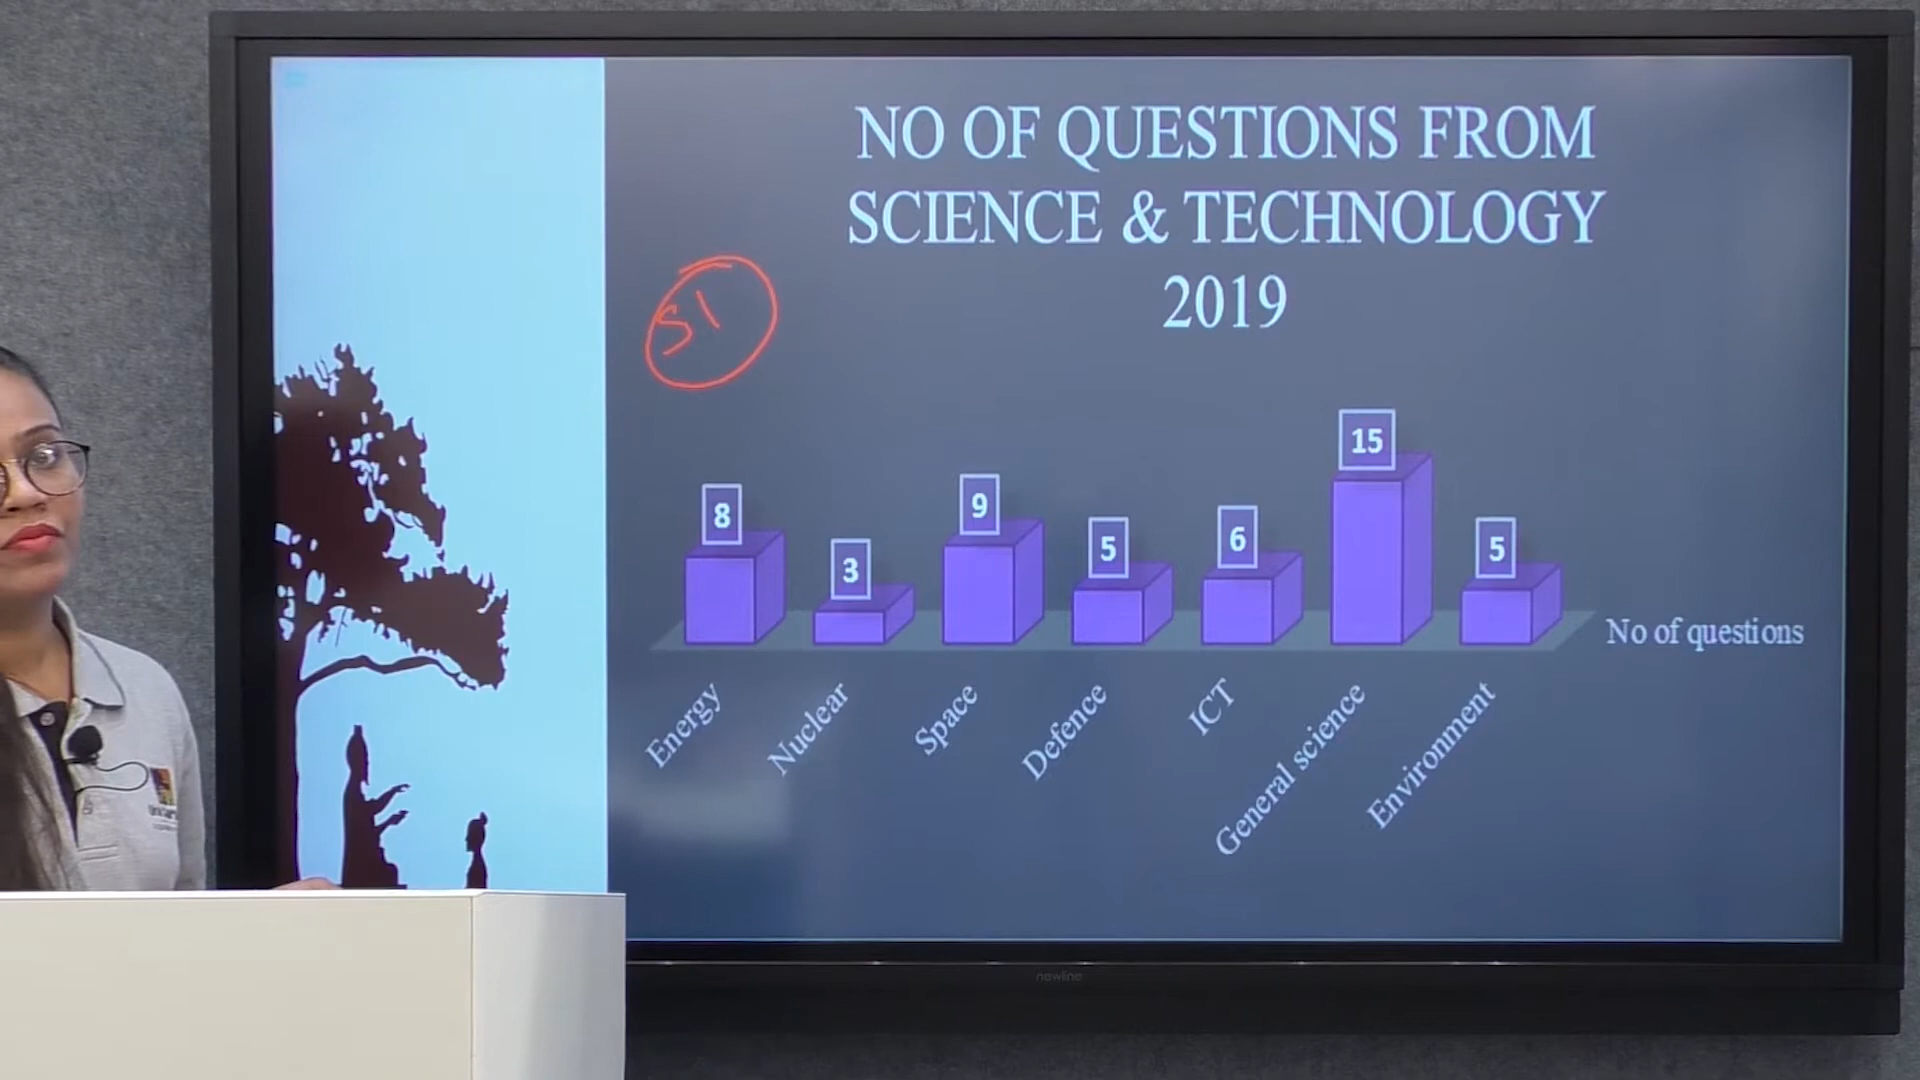 NO OF QUESTIONS FROM
SCIENCE & TECHNOLOGY
2019
51
8
3
9
5
6
15
5
No of questions
Energy
Nuclear
Space
Defence
ICT
General science
Environment
newline